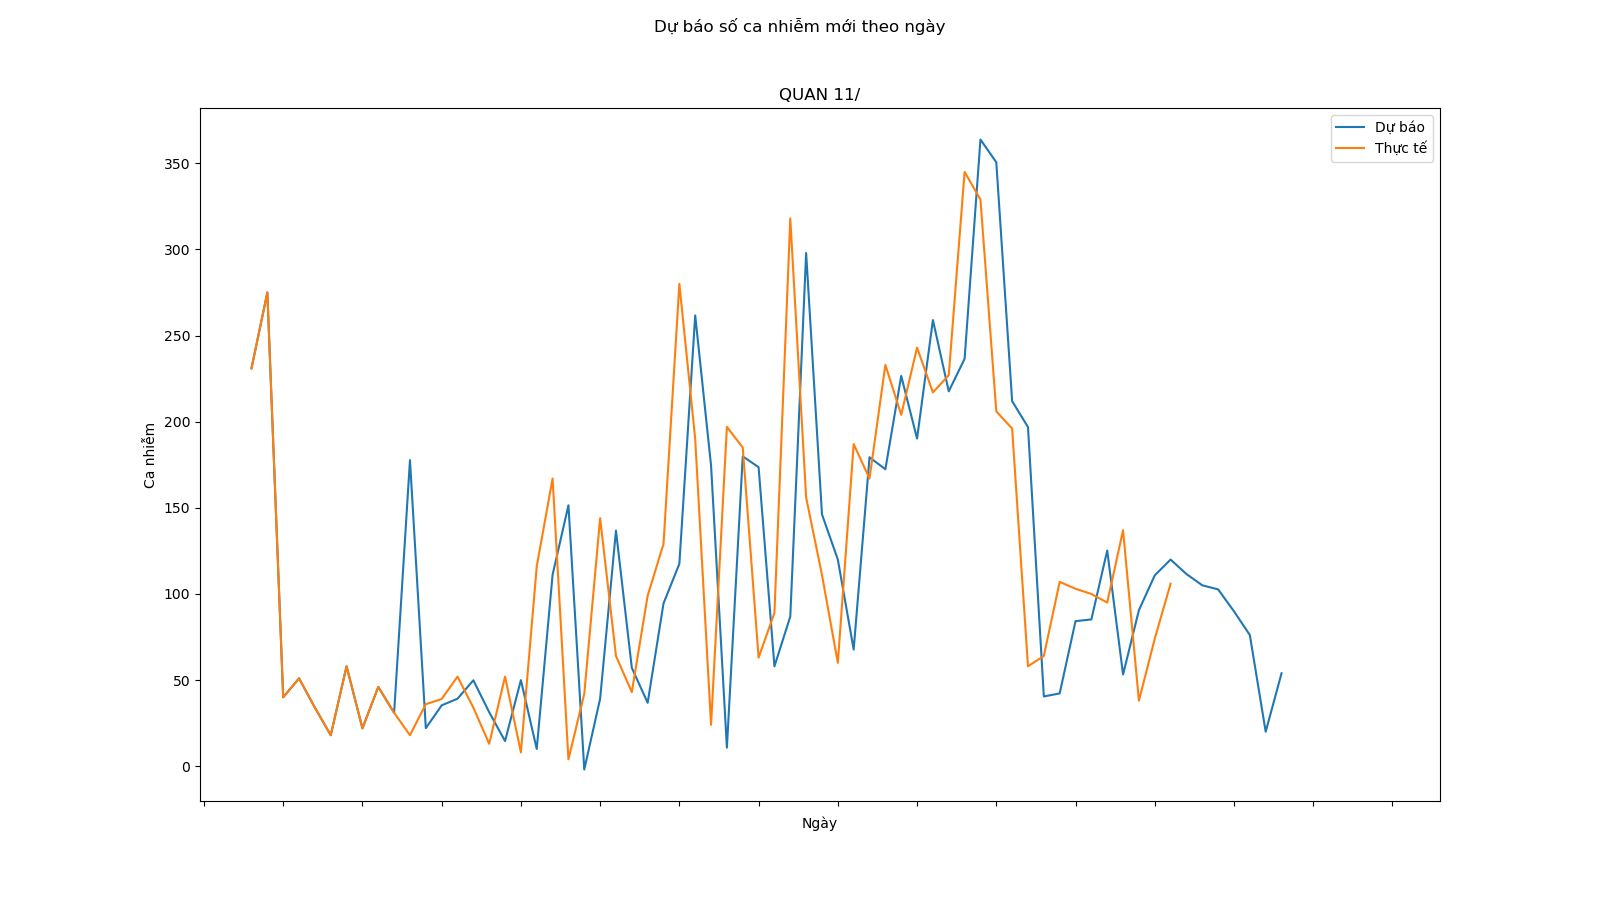 Dự báo số ca nhiễm mới theo ngày
QUAN 11/
Dự báo
Thực tế
350
300
250
200
150
100
50
0
Ca nhiễm
Ngày